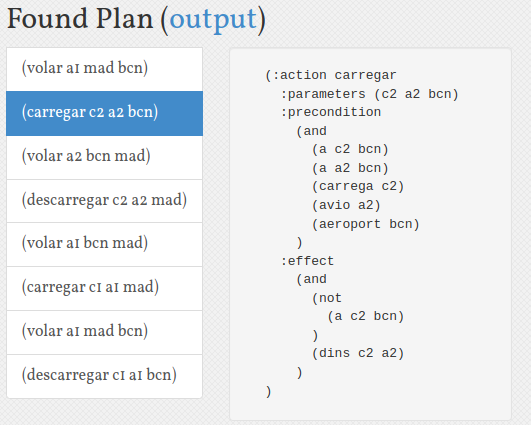 Found Plan (output)
(volar a1 mad bcn)
(carregar c2 a2 bcn)
(volar a2 bcn mad)
(descarregar c2 a2 mad)
(volar a1 bcn mad)
(carregar c1 a1 mad)
(volar a1 mad bcn)
(descarregar c1 a1 bcn)
(:action carregar
:parameters (c2 a2 bcn)
:precondition
(and
(a c2 bcn)
(a a2 bcn)
(carrega c2)
(avio a2)
(aeroport bcn)
)
:effect
(and
(not
(a c2 bcn)
)
(dins c2 a2)
)
)